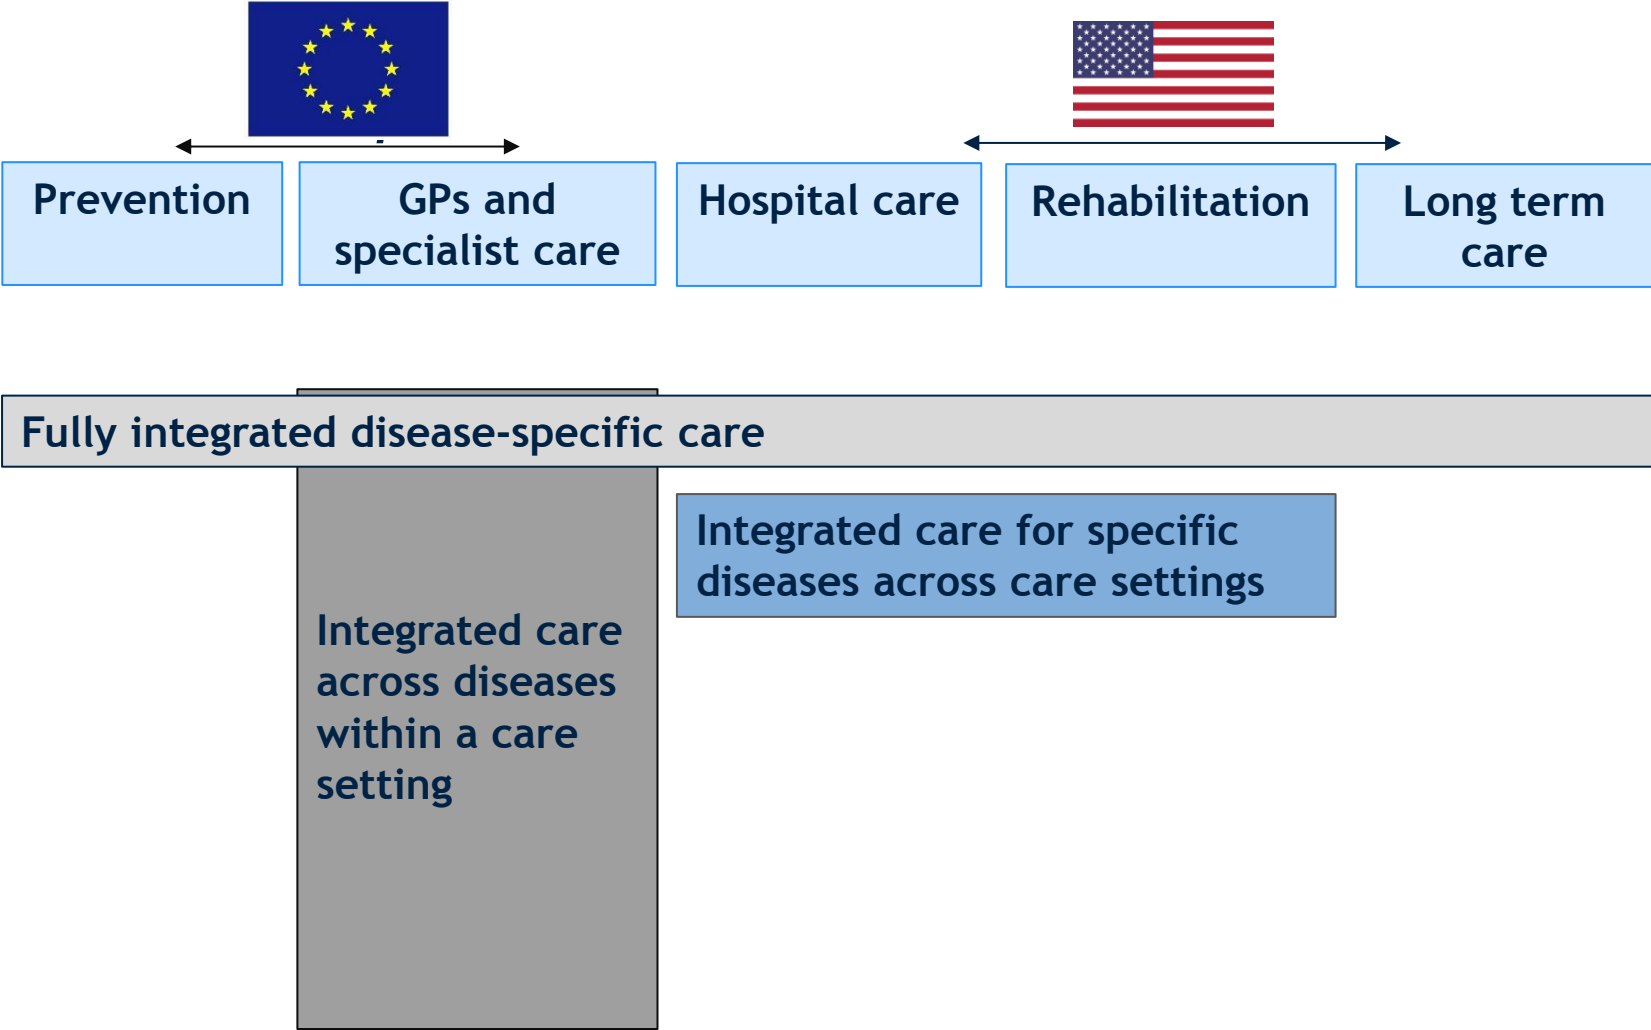 Prevention
GPs and
specialist care
Hospital care
Rehabilitation
Long term
care
Fully integrated disease-specific care
Integrated care for specific
diseases across care settings
Integrated care
across diseases
within a care
setting